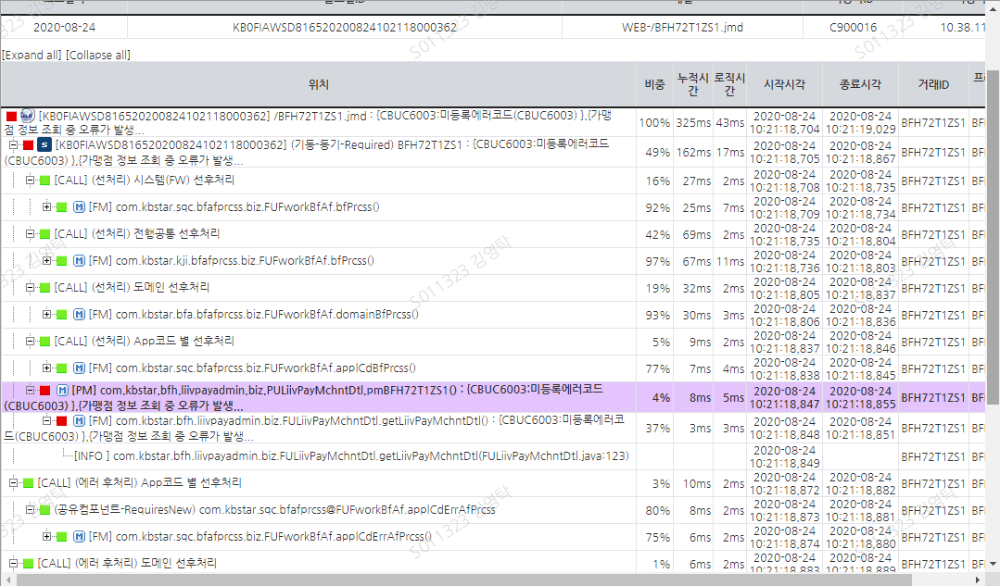 2020-08-24 KB0FIAWSD81652020082410211800036​2 WEB-/BFH72T1ZS1.jmd C900016 10.38.11
[Expand all] [Collapse all]
위치 비중 누적시간 로직시간 시작시각 종료시각 거래ID
[KB0FIAWSD816520200824102118000362] /BFH72T1ZS1.jmd : {CBUC6003:미등록에러코드(CBUC6003) },{가맹
점 정보 조회 중 오류가 발생... 100% 325ms 43ms 2020-08-24 10:21:18,704 2020-08-24 10:21:19,029 BFH72T1ZS1 BF
[KB0FIAWSD816520200824102118000362] (기동-동기-Required) BFH72T1ZS1 : {CBUC6003:미등록에러코드
(CBUC6003) },{가맹점 정보 조회 중 오류가 발생... 49% 162ms 17ms 2020-08-24 10:21:18,705 2020-08-24 10:21:18,867 BFH72T1ZS1 BF
[CALL] (선처리) 시스템(FW) 선후처리 16% 27ms 2ms 2020-08-24 10:21:18,708 2020-08-24 10:21:18,735 BFH72T1ZS1 BF
[FM] com.kbstar.sqc.bfafprcss.biz.FUFworkBfAf.bfPrcss() 92% 25ms 7ms 2020-08-24 10:21:18,709 2020-08-24 10:21:18,734 BFH72T1ZS1 BF
[CALL] (선처리) 전행공통 선후처리 42% 69ms 2ms 2020-08-24 10:21:18,735 2020-08-24 10:21:18,804 BFH72T1ZS1 BF
[FM] com.kbstar.kji.bfafprcss.biz.FUFworkBfAf.bfPrcss() 97% 67ms 11ms 2020-08-24 10:21:18,736 2020-08-24 10:21:18,803 BFH72T1ZS1 BF
[CALL] (선처리) 도메인 선후처리 19% 32ms 2ms 2020-08-24 10:21:18,805 2020-08-24 10:21:18,837 BFH72T1ZS1 BF
[FM] com.kbstar.bfa.bfafprcss.biz.FUFworkBfAf.domainBfPrcss() 93% 30ms 3ms 2020-08-24 10:21:18,806 2020-08-24 10:21:18,836 BFH72T1ZS1 BF
[CALL] (선처리) App코드 별 선후처리 5% 9ms 2ms 2020-08-24 10:21:18,837 2020-08-24 10:21:18,846 BFH72T1ZS1 BF
[FM] com.kbstar.sqc.bfafprcss.biz.FUFworkBfAf.applCdBfPrcss() 77% 7ms 4ms 2020-08-24 10:21:18,838 2020-08-24 10:21:18,845 BFH72T1ZS1 BF
[PM] com,kbstar,bfh,liivpayadmin,biz,PULiivPayMchntDtl,pmBFH72T1ZS1() : {CBUC6003:미등록에러코드
(CBUC6003) },{가맹점 정보 조회 중 오류가 발생... 4% 8ms 5ms 2020-08-24 10:21:18,847 2020-08-24 10:21:18,855 BFH72T1ZS1 BF
[FM] com.kbstar.bfh.liivpayadmin.biz.FULiivPayMchntDtl.getLiivPayMchntDtl() : {CBUC6003:미등록에러코
드(CBUC6003) },{가맹점 정보 조회 중 오류가 발생... 37% 3ms 3ms 2020-08-24 10:21:18,848 2020-08-24 10:21:18,851 BFH72T1ZS1 BF
[INFO ] com.kbstar.bfh.liivpayadmin.biz.FULiivPayMchntDtl.getLiivPayMchntDtl(FULiivPayMchntDtl.java:123) 2020-08-24 10:21:18,849 BFH72T1ZS1 BF
[CALL] (에러 후처리) App코드 별 선후처리 3% 10ms 2ms 2020-08-24 10:21:18,872 2020-08-24 10:21:18,882 BFH72T1ZS1 BF
(공유컴포넌트-RequiresNew) com.kbstar.sqc.bfafprcss@FUFworkBfAf.applCdErrAfPrcss 80% 8ms 2ms 2020-08-24 10:21:18,873 2020-08-24 10:21:18,881 BFH72T1ZS1 BF
[FM] com.kbstar.sqc.bfafprcss.biz.FUFworkBfAf.applCdErrAfPrcss() 75% 6ms 2ms 2020-08-24 10:21:18,874 2020-08-24 10:21:18,880 BFH72T1ZS1 BF
[CALL] (에러 후처리) 도메인 선후처리 1% 6ms 2ms 2020-08-24 10:21:18,883 2020-08-24 10:21:18,889 BFH72T1ZS1 BF
S011323 김영탁